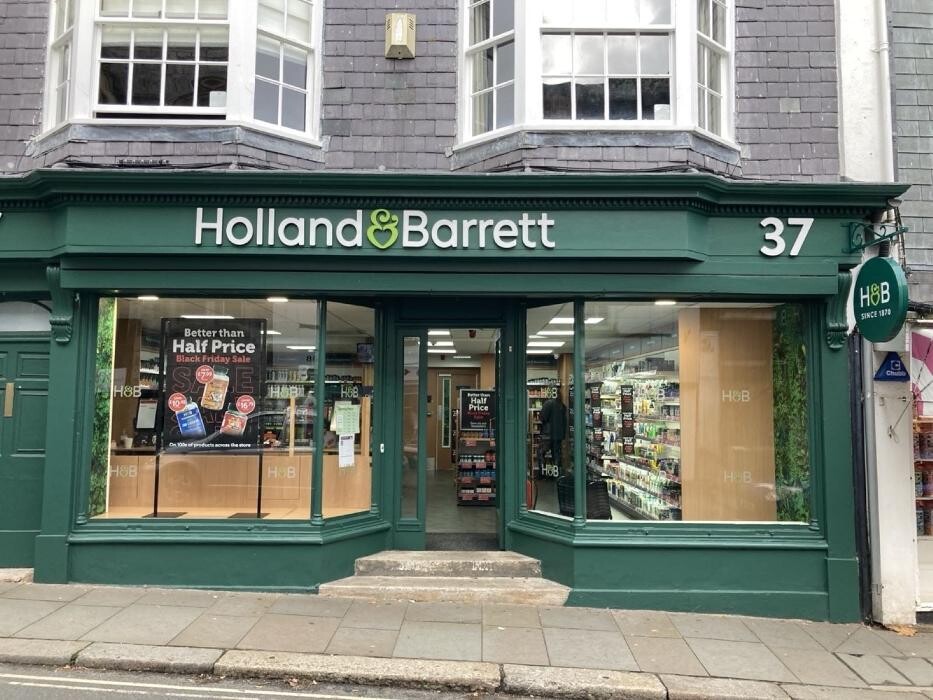 Holland & Barrett
37
H&B
SINCE 1870
Chubb
Better than
Half Price
Black Friday Sale
SALE
On 100s of products across the store
H&B
H&B
H&B
H&B
H&B
Better than
Half
Price
H&B
H&B
H&B
H&B